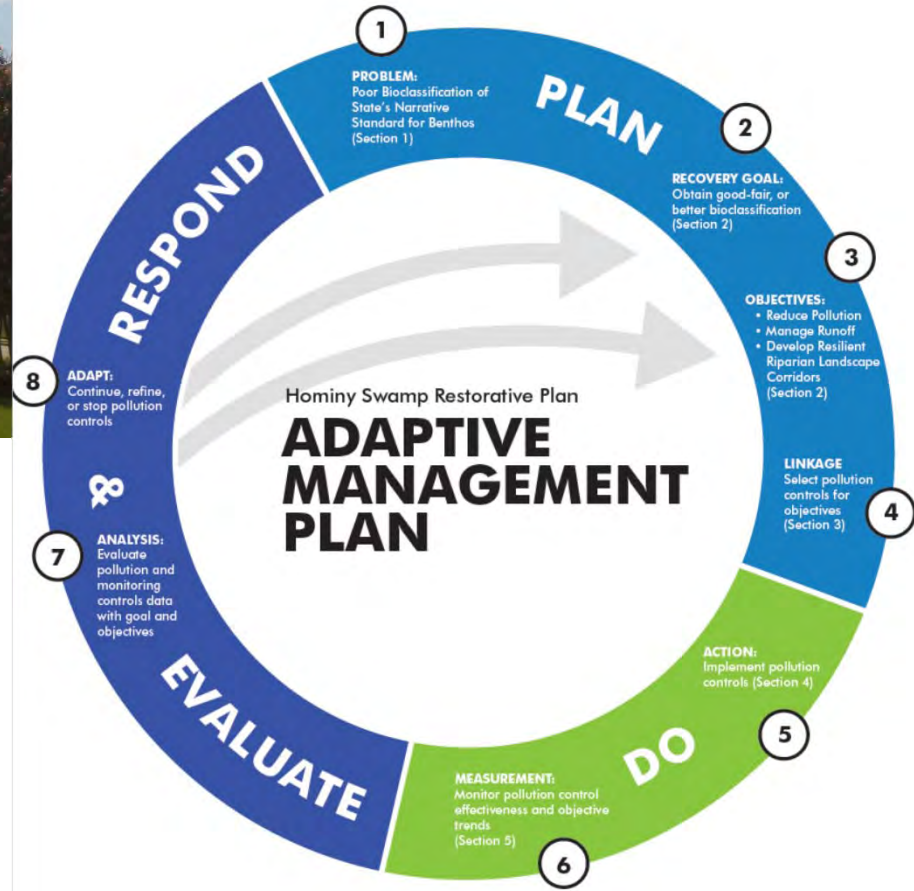 1
PROBLEM:
Poor Bioclassification of
State's Narrative
Standard for Benthos
(Section 1)
PLAN
2
RECOVERY GOAL:
Obtain good-fair, or
better bioclassification
(Section 2)
3
OBJECTIVES:
• Reduce Pollution
• Manage Runoff
• Develop Resilient
Riparian Landscape
Corridors
(Section 2)
LINKAGE
Select pollution
controls for
objectives
(Section 3)
4
ACTION:
Implement pollution
controls (Section 4)
5
DO
MEASUREMENT:
Monitor pollution control
effectiveness and objective
trends
(Section 5)
6
EVALUATE
7
ANALYSIS:
Evaluate
pollution and
monitoring
controls data
with goal and
objectives
&
8
ADAPT:
Continue, refine,
or stop pollution
controls
RESPOND
Hominy Swamp Restorative Plan
ADAPTIVE
MANAGEMENT
PLAN